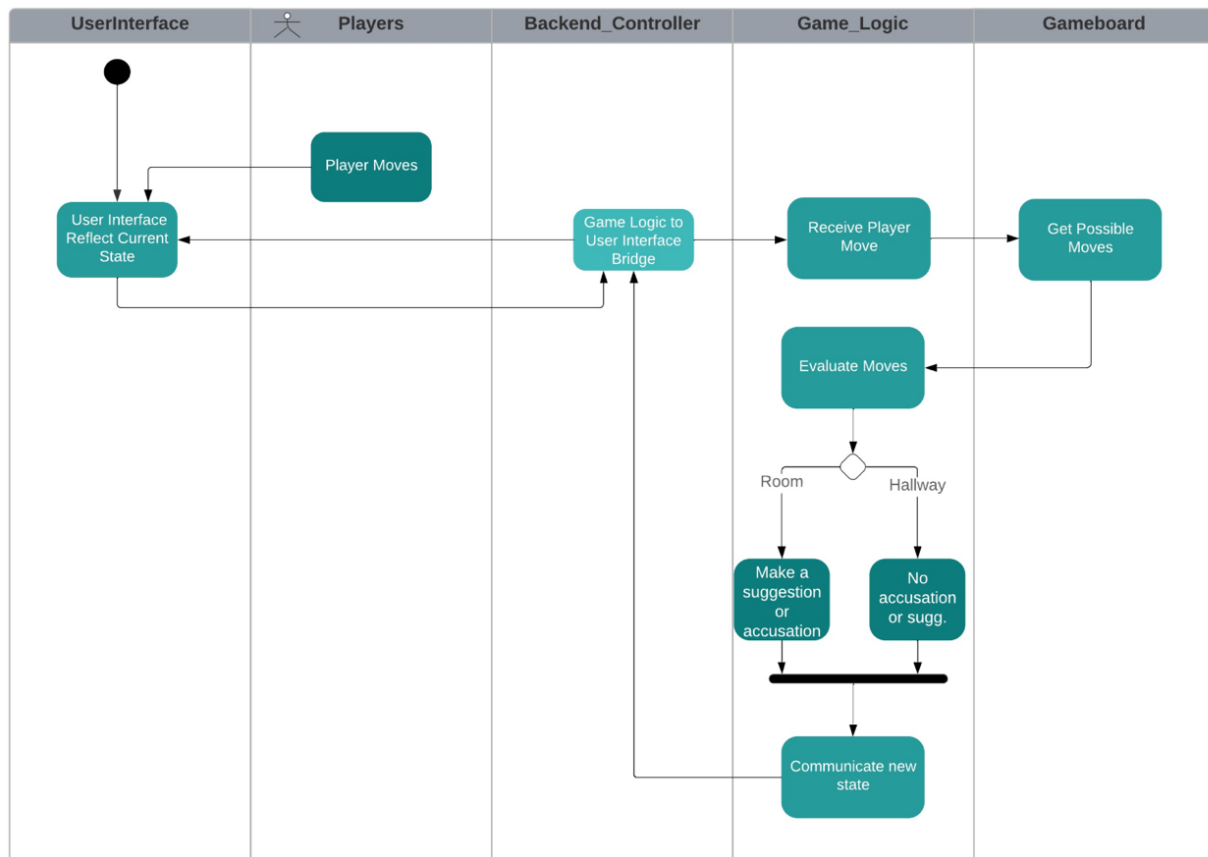 UserInterface
Players
Backend_Controller
Game_Logic
Gameboard
Player Moves
User Interface
Reflect Current
State
Game Logic to
User Interface
Bridge
Receive Player
Move
Get Possible
Moves
Evaluate Moves
Room
Hallway
Make a
suggestion
or
accusation
No
accusation
or sugg.
Communicate new
state